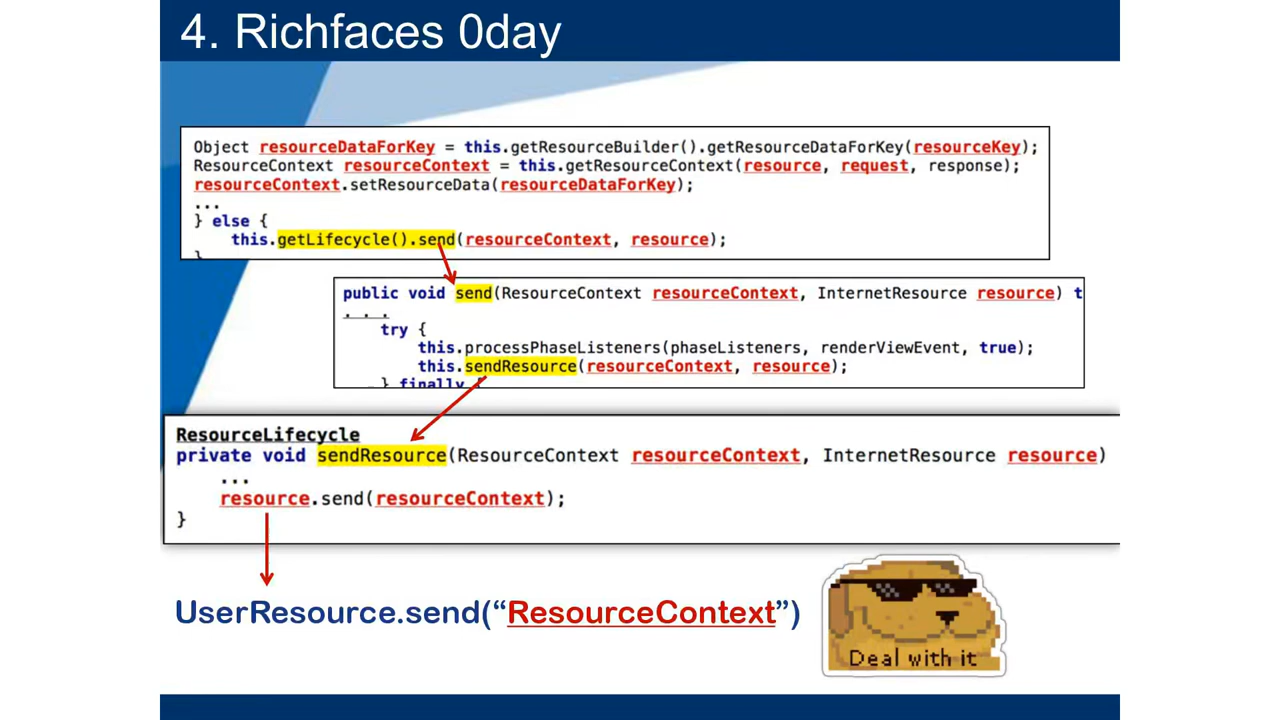 4. Richfaces 0day
Object resourceDataForKey = this.getResourceBuilder().getResourceDataForKey(resourceKey);
ResourceContext resourceContext = this.getResourceContext(resource, request, response);
resourceContext.setResourceData(resourceDataForKey);
...
} else {
this.getLifecycle().send(resourceContext, resource);
}
public void send(ResourceContext resourceContext, InternetResource resource) t
. . .
try {
this.processPhaseListeners(phaseListeners, renderViewEvent, true);
this.sendResource(resourceContext, resource);
} finally {
ResourceLifecycle
private void sendResource(ResourceContext resourceContext, InternetResource resource)
...
resource.send(resourceContext);
}
UserResource.send(“ResourceContext”)
Deal with it